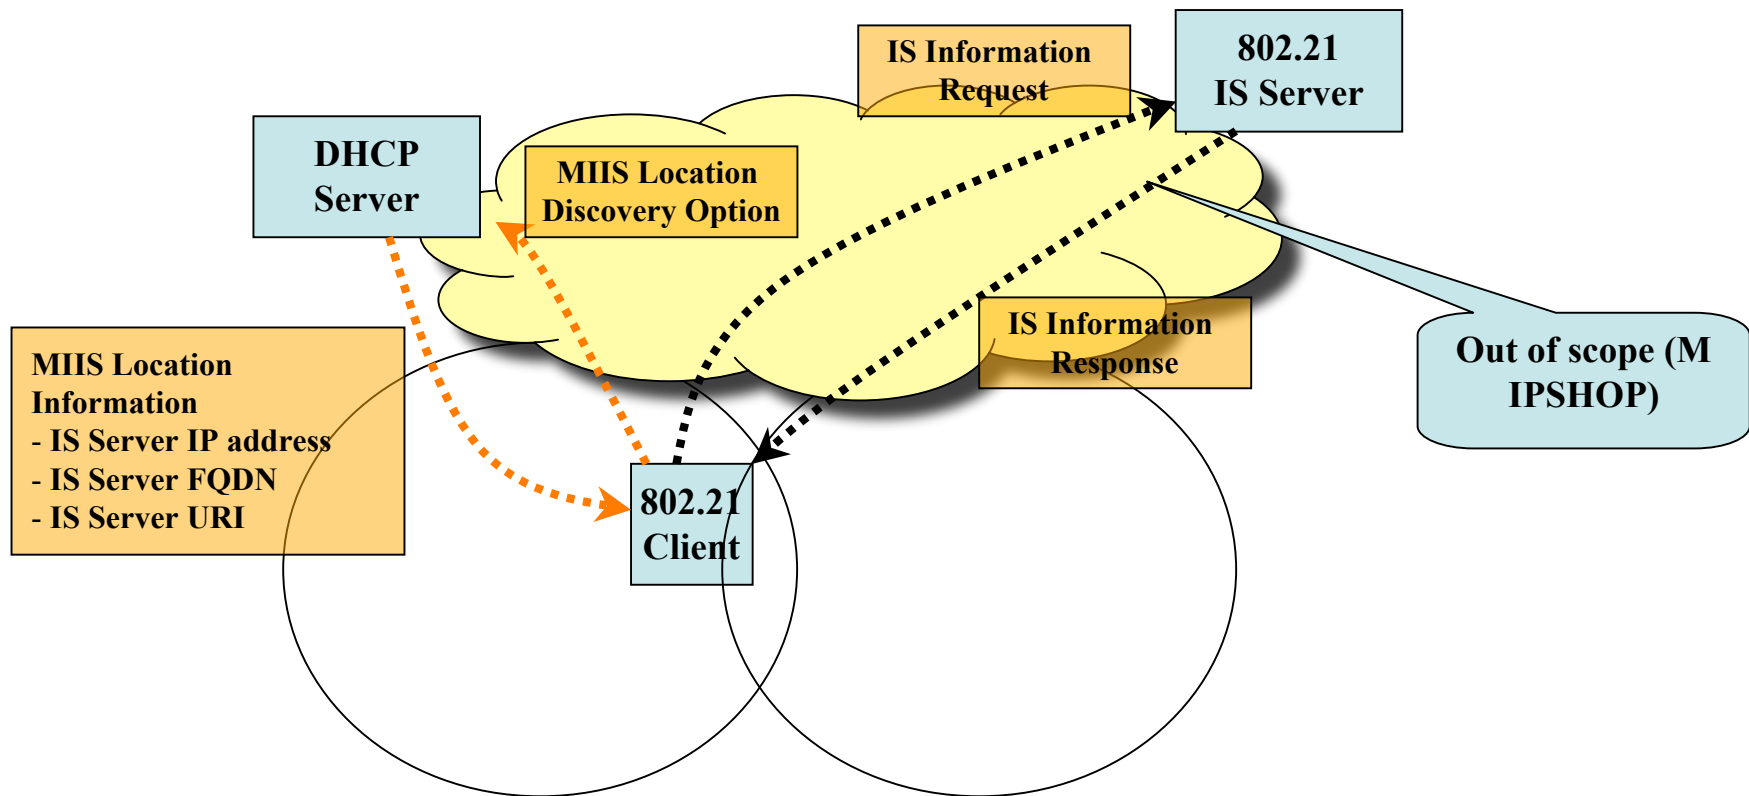 IS Information
Request
802.21
IS Server
DHCP
Server
MIIS Location
Discovery Option
IS Information
Response
Out of scope (M
IPSHOP)
MIIS Location
Information
- IS Server IP address
- IS Server FQDN
- IS Server URI
802.21
Client